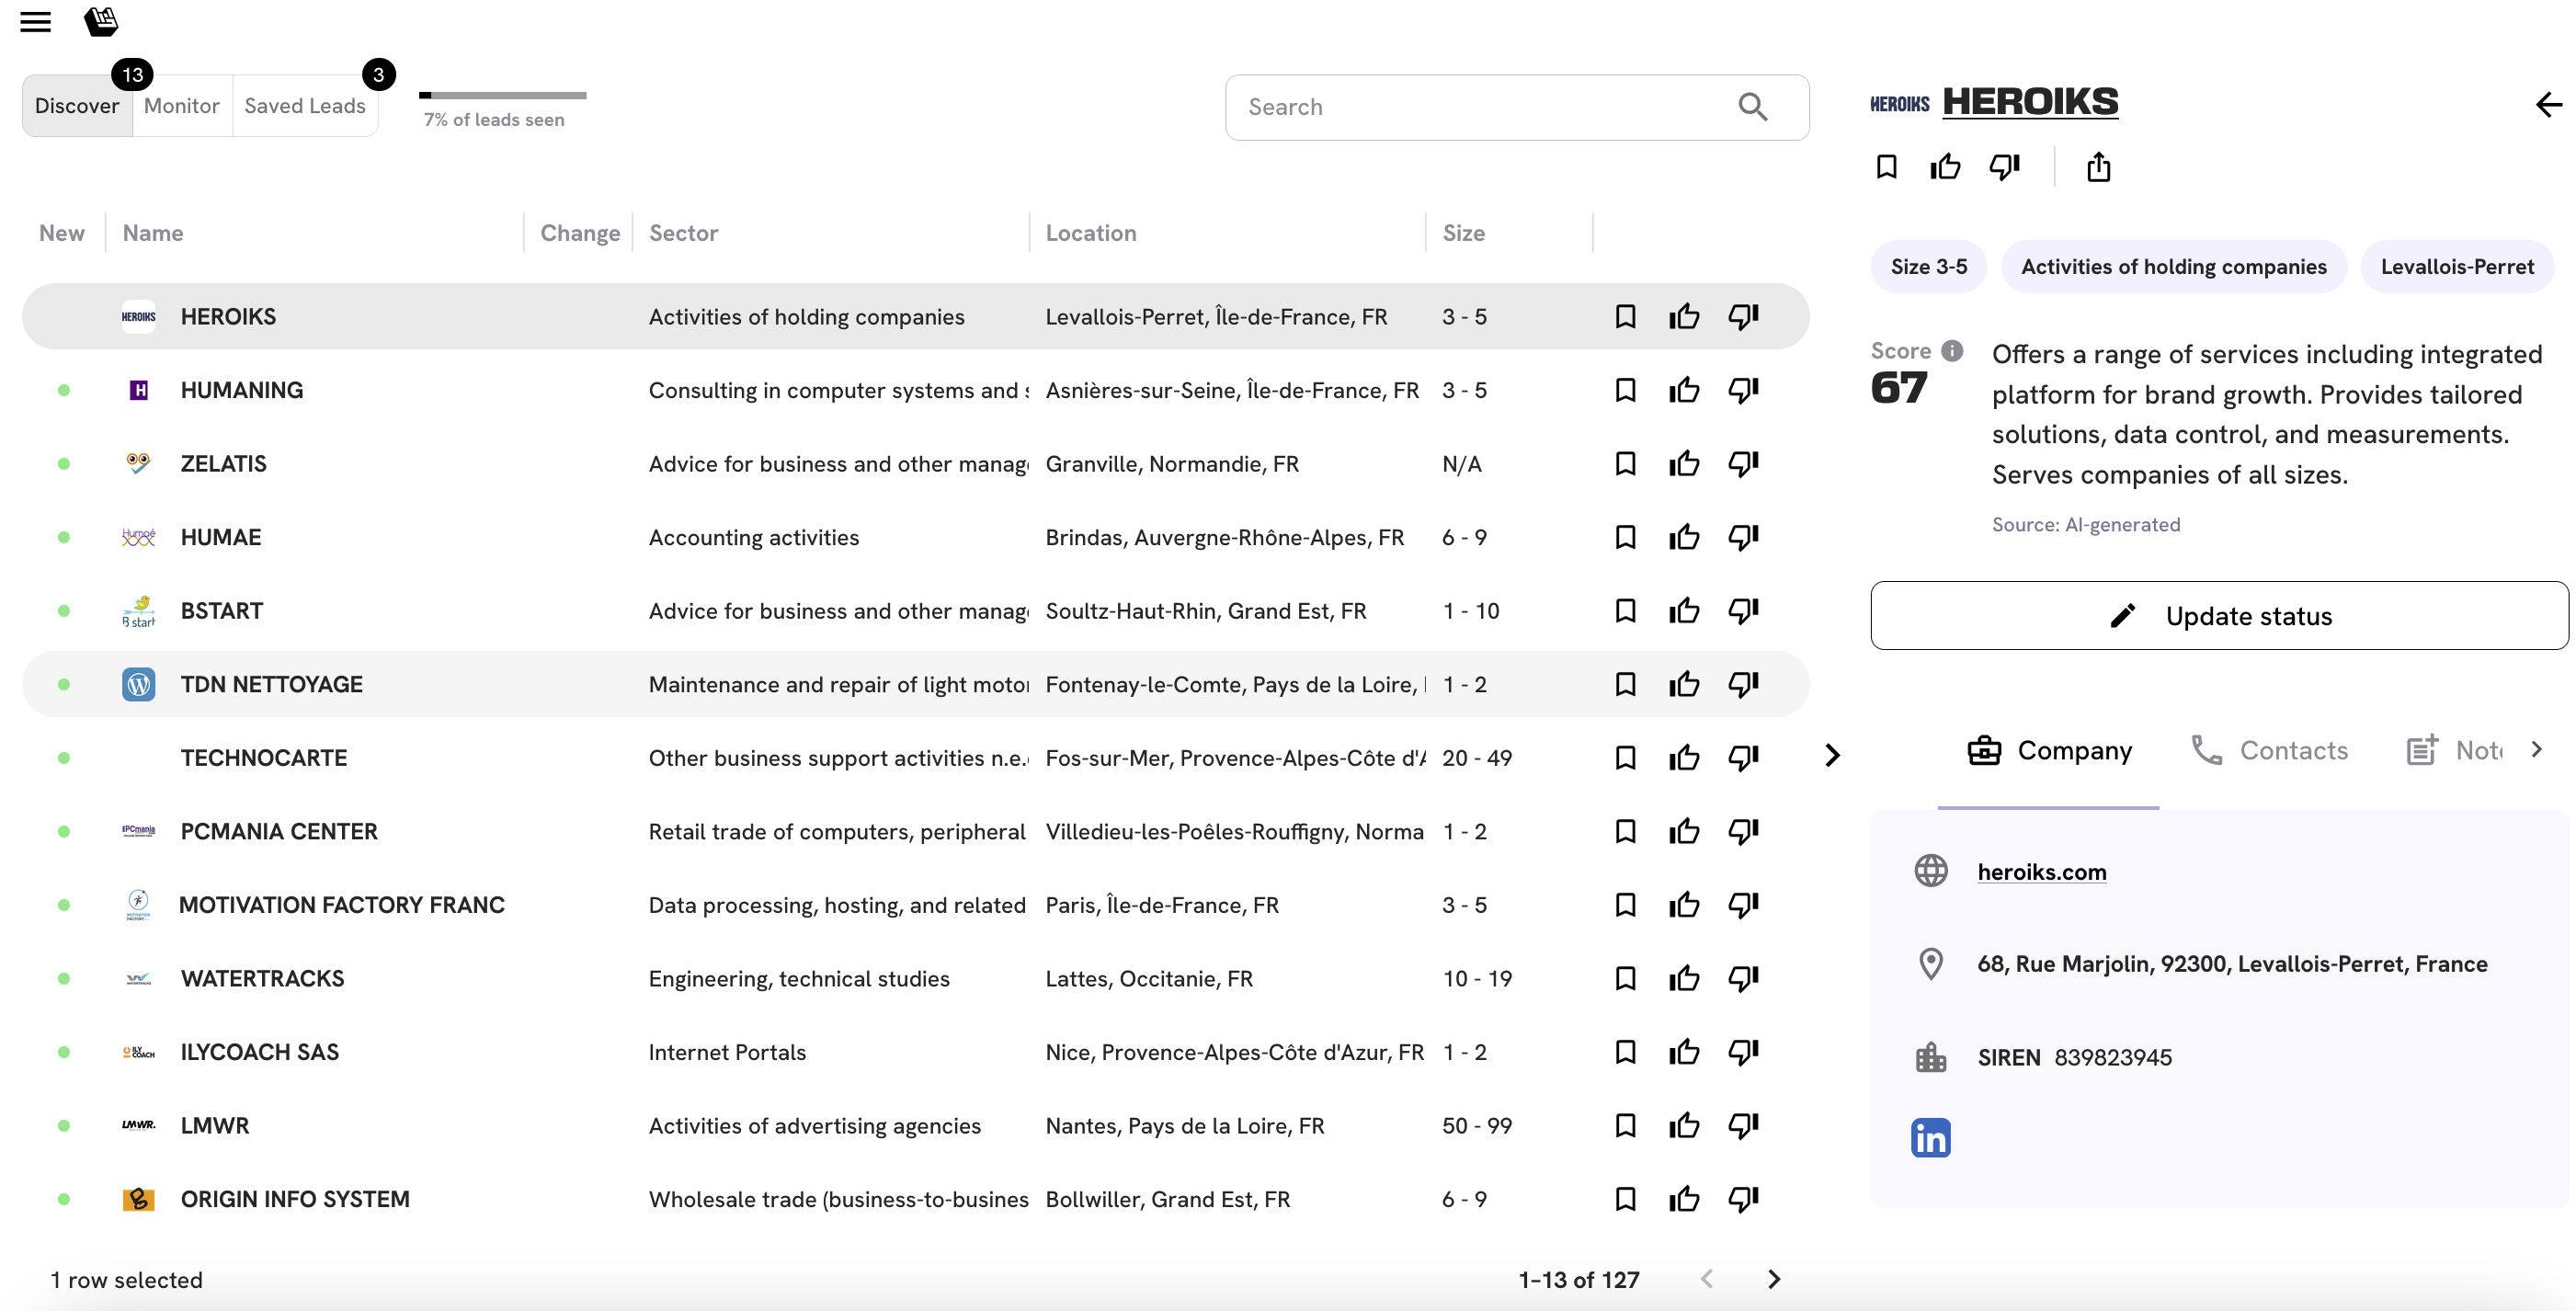 13
3
Discover Monitor Saved Leads
7% of leads seen
Search
HEROIKS HEROIKS
New Name Change Sector Location Size
Size 3-5 Activities of holding companies Levallois-Perret
HEROIKS HEROIKS Activities of holding companies Levallois-Perret, Île-de-France, FR 3 - 5
H HUMANING Consulting in computer systems and s Asnières-sur-Seine, Île-de-France, FR 3 - 5
ZELATIS Advice for business and other manag Granville, Normandie, FR N/A
Humaé HUMAE Accounting activities Brindas, Auvergne-Rhône-Alpes, FR 6 - 9
B start BSTART Advice for business and other manag Soultz-Haut-Rhin, Grand Est, FR 1 - 10
TDN NETTOYAGE Maintenance and repair of light motor Fontenay-le-Comte, Pays de la Loire, 1 - 2
TECHNOCARTE Other business support activities n.e. Fos-sur-Mer, Provence-Alpes-Côte d'A 20 - 49
PCmania PCMANIA CENTER Retail trade of computers, peripheral Villedieu-les-Poêles-Rouffigny, Norma 1 - 2
MOTIVATION FACTORY FRANC Data processing, hosting, and related Paris, Île-de-France, FR 3 - 5
WATERTRACKS Engineering, technical studies Lattes, Occitanie, FR 10 - 19
ILY COACH ILYCOACH SAS Internet Portals Nice, Provence-Alpes-Côte d'Azur, FR 1 - 2
LMWR. LMWR Activities of advertising agencies Nantes, Pays de la Loire, FR 50 - 99
ORIGIN INFO SYSTEM Wholesale trade (business-to-busines Bollwiller, Grand Est, FR 6 - 9
1 row selected
1–13 of 127
Score
67
Offers a range of services including integrated
platform for brand growth. Provides tailored
solutions, data control, and measurements.
Serves companies of all sizes.
Source: AI-generated
Update status
Company Contacts Not
heroiks.com
68, Rue Marjolin, 92300, Levallois-Perret, France
SIREN 839823945
in